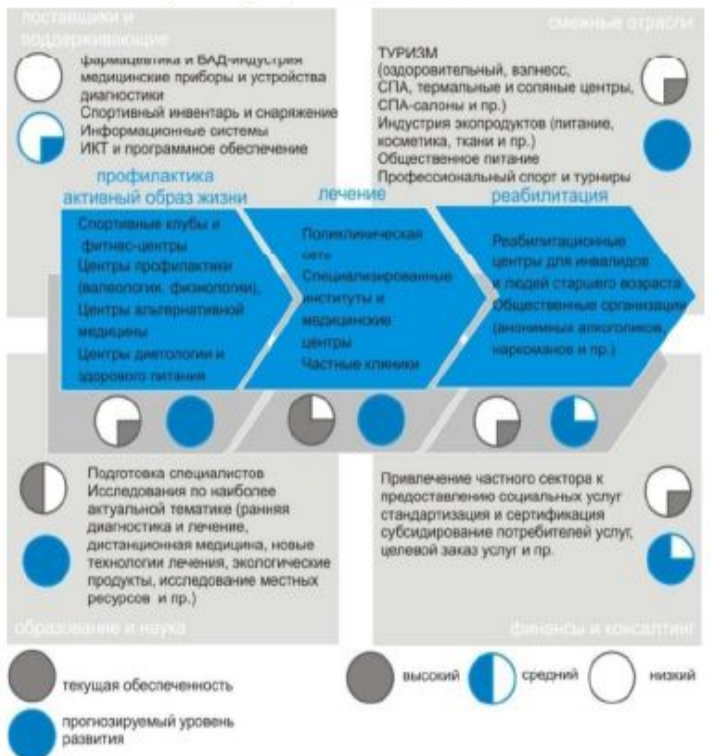 поставщики и
поддерживающие
фармацевтика и БАД-индустрия
медицинские приборы и устройства
диагностики
Спортивный инвентарь и снаряжение
Информационные системы
ИКТ и программное обеспечение
смежные отрасли
ТУРИЗМ
(оздоровительный, вэлнесс,
СПА, термальные и соляные центры,
СПА-салоны и пр.)
Индустрия экопродуктов (питание,
косметика, ткани и пр.)
Общественное питание
Профессиональный спорт и турниры
профилактика
активный образ жизни
Спортивные клубы и
фитнес-центры
Центры профилактики
(валеологии, физиологии),
Центры альтернативной
медицины
Центры диетологии и
здорового питания
лечение
Поликлиническая
сеть
Специализированные
институты и
медицинские
центры
Частные клиники
реабилитация
Реабилитационные
центры для инвалидов
и людей старшего возраста
Общественные организации
(анонимных алкоголиков,
наркоманов и пр.)
Подготовка специалистов
Исследования по наиболее
актуальной тематике (ранняя
диагностика и лечение,
дистанционная медицина, новые
технологии лечения, экологические
продукты, исследование местных
ресурсов и пр.)
образование и наука
Привлечение частного сектора к
предоставлению социальных услуг
стандартизация и сертификация
субсидирование потребителей услуг,
целевой заказ услуг и пр.
финансы и консалтинг
текущая обеспеченность
прогнозируемый уровень
развития
высокий
средний
низкий